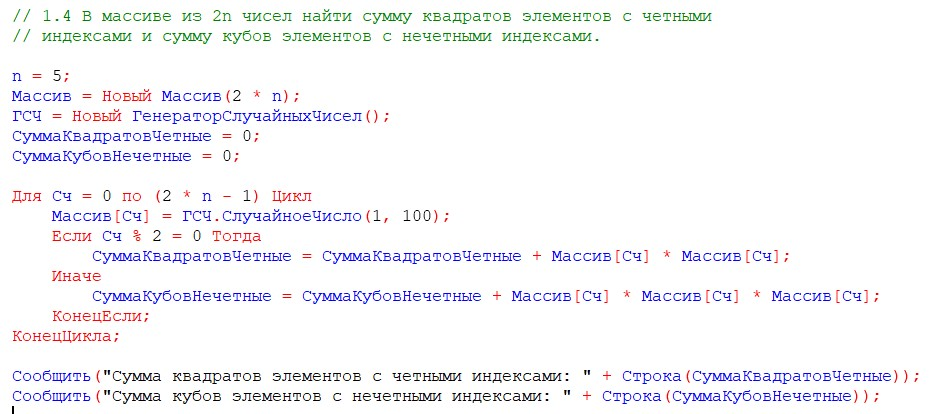 // 1.4 В массиве из 2n чисел найти сумму квадратов элементов с четными
// индексами и сумму кубов элементов с нечетными индексами.
n = 5;
Массив = Новый Массив(2 * n);
ГСЧ = Новый ГенераторСлучайныхЧисел();
СуммаКвадратовЧетные = 0;
СуммаКубовНечетные = 0;
Для Сч = 0 по (2 * n - 1) Цикл
Массив[Сч] = ГСЧ.СлучайноеЧисло(1, 100);
Если Сч % 2 = 0 Тогда
СуммаКвадратовЧетные = СуммаКвадратовЧетные + Массив[Сч] * Массив[Сч];
Иначе
СуммаКубовНечетные = СуммаКубовНечетные + Массив[Сч] * Массив[Сч] * Массив[Сч];
КонецЕсли;
КонецЦикла;
Сообщить("Сумма квадратов элементов с четными индексами: " + Строка(СуммаКвадратовЧетные));
Сообщить("Сумма кубов элементов с нечетными индексами: " + Строка(СуммаКубовНечетные));